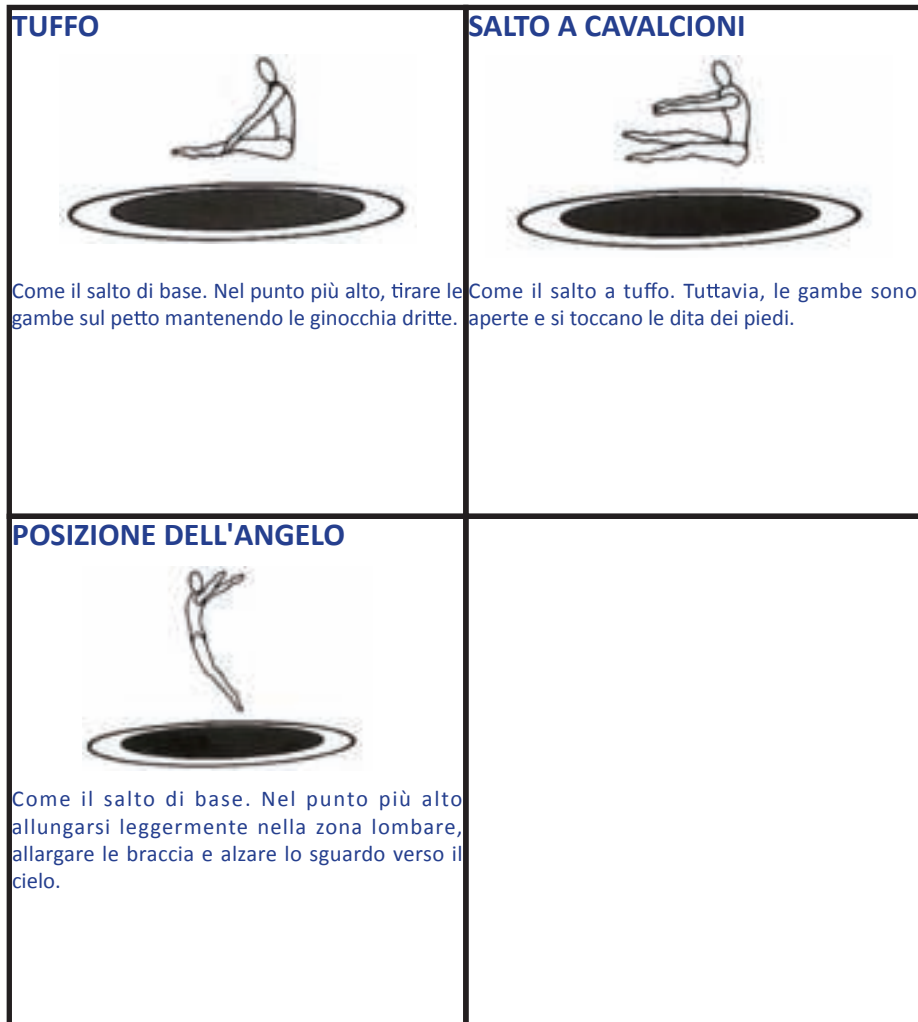 TUFFO
Come il salto di base. Nel punto più alto, tirare le
gambe sul petto mantenendo le ginocchia dritte.
SALTO A CAVALCIONI
Come il salto a tuffo. Tuttavia, le gambe sono
aperte e si toccano le dita dei piedi.
POSIZIONE DELL'ANGELO
Come il salto di base. Nel punto più alto
allungarsi leggermente nella zona lombare,
allargare le braccia e alzare lo sguardo verso il
cielo.